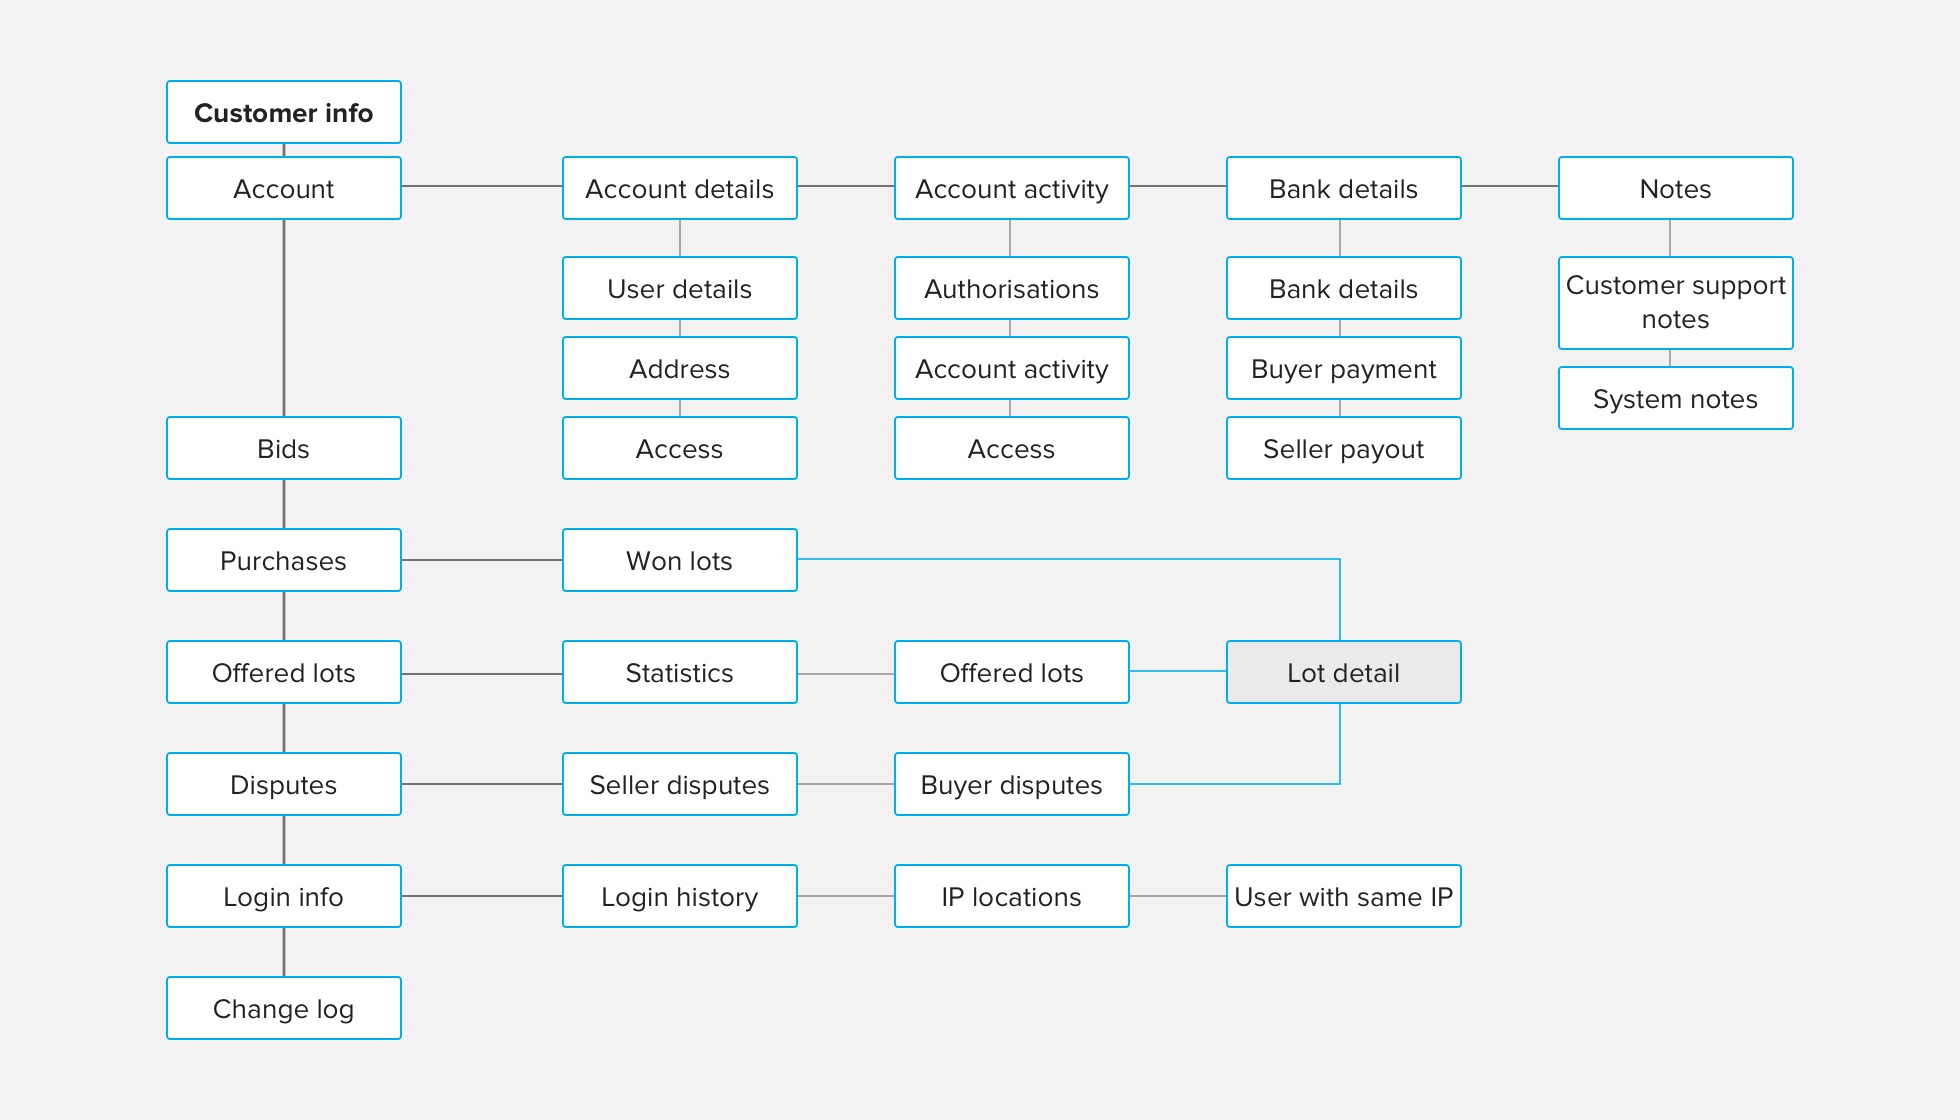 Customer info
Account
Account details
Account activity
Bank details
Notes
User details
Authorisations
Bank details
Customer support
notes
Address
Account activity
Buyer payment
System notes
Bids
Access
Access
Seller payout
Purchases
Won lots
Offered lots
Statistics
Offered lots
Lot detail
Disputes
Seller disputes
Buyer disputes
Login info
Login history
IP locations
User with same IP
Change log